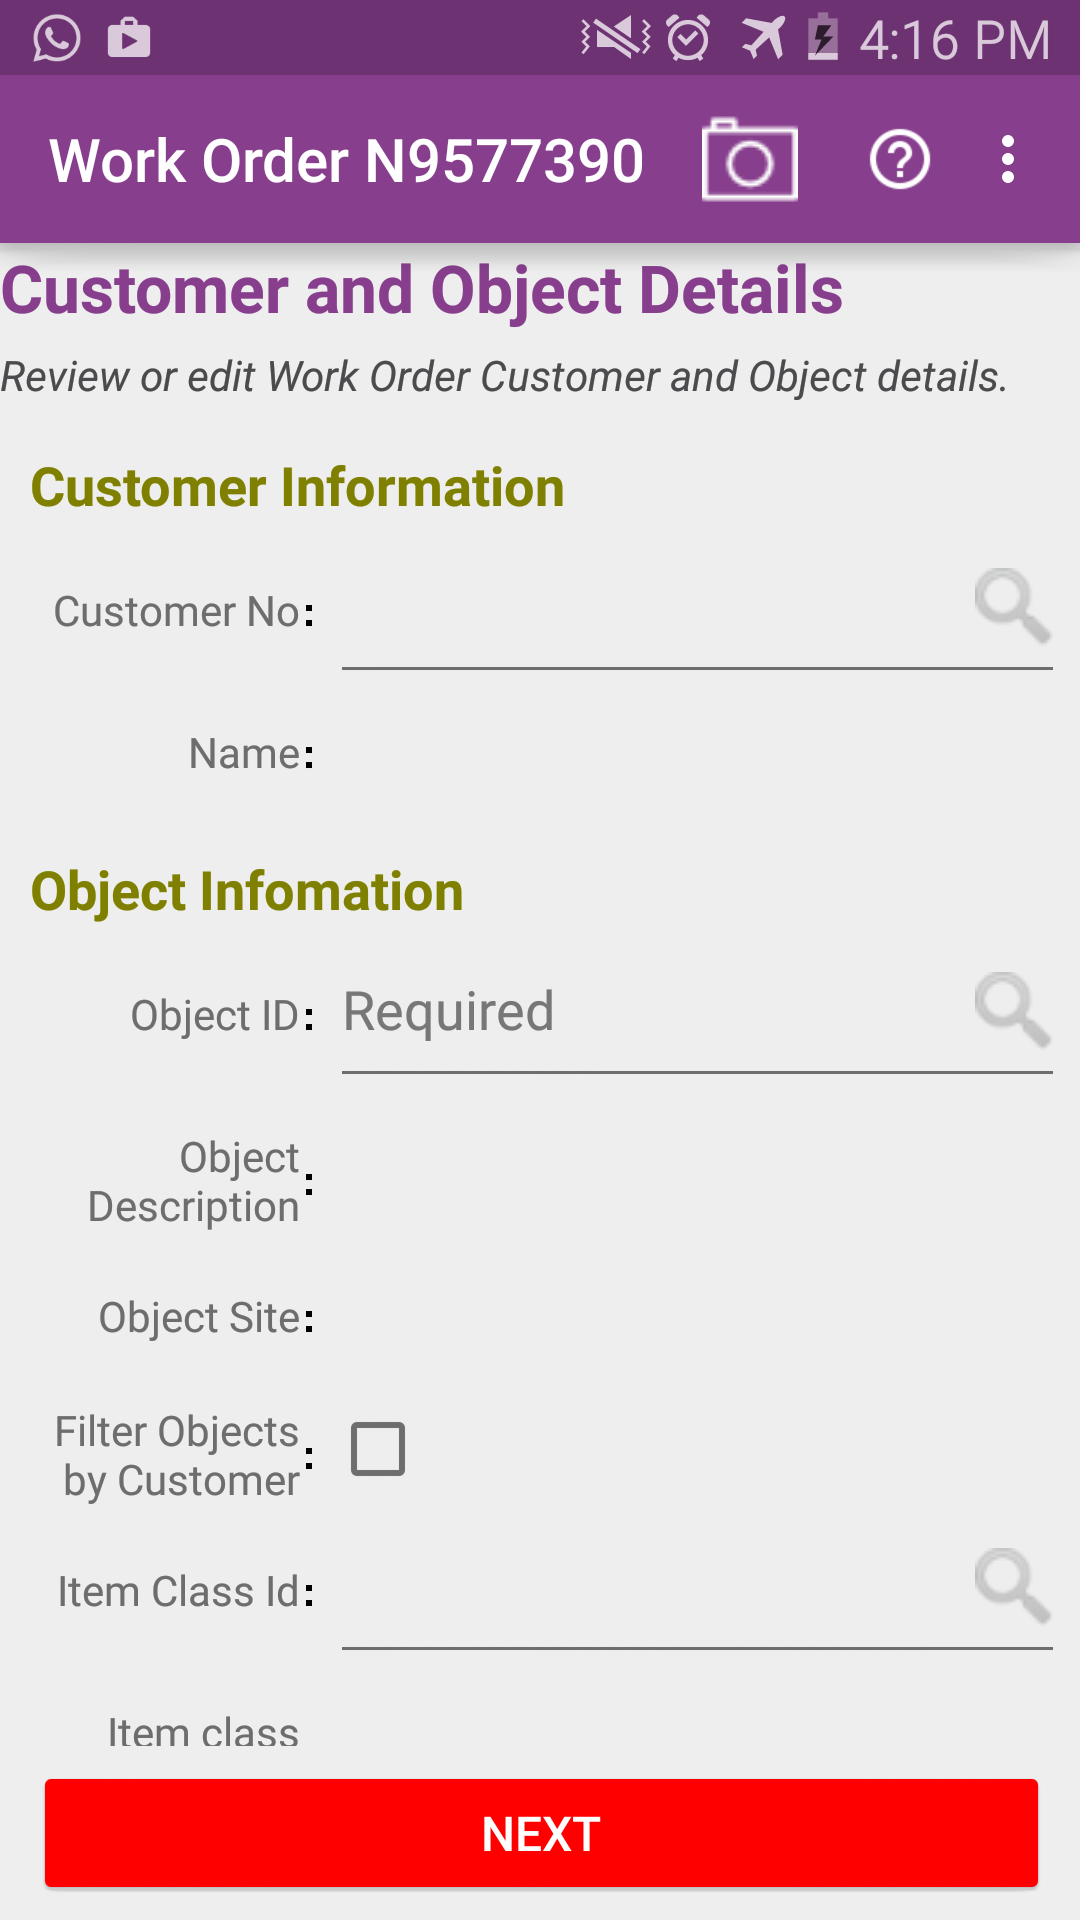 4:16 PM
Work Order N9577390
Customer and Object Details
Review or edit Work Order Customer and Object details.
Customer Information
Customer No:
Name:
Object Infomation
Object ID: Required
Object
Description:
Object Site:
Filter Objects
by Customer:
Item Class Id:
Item class
NEXT